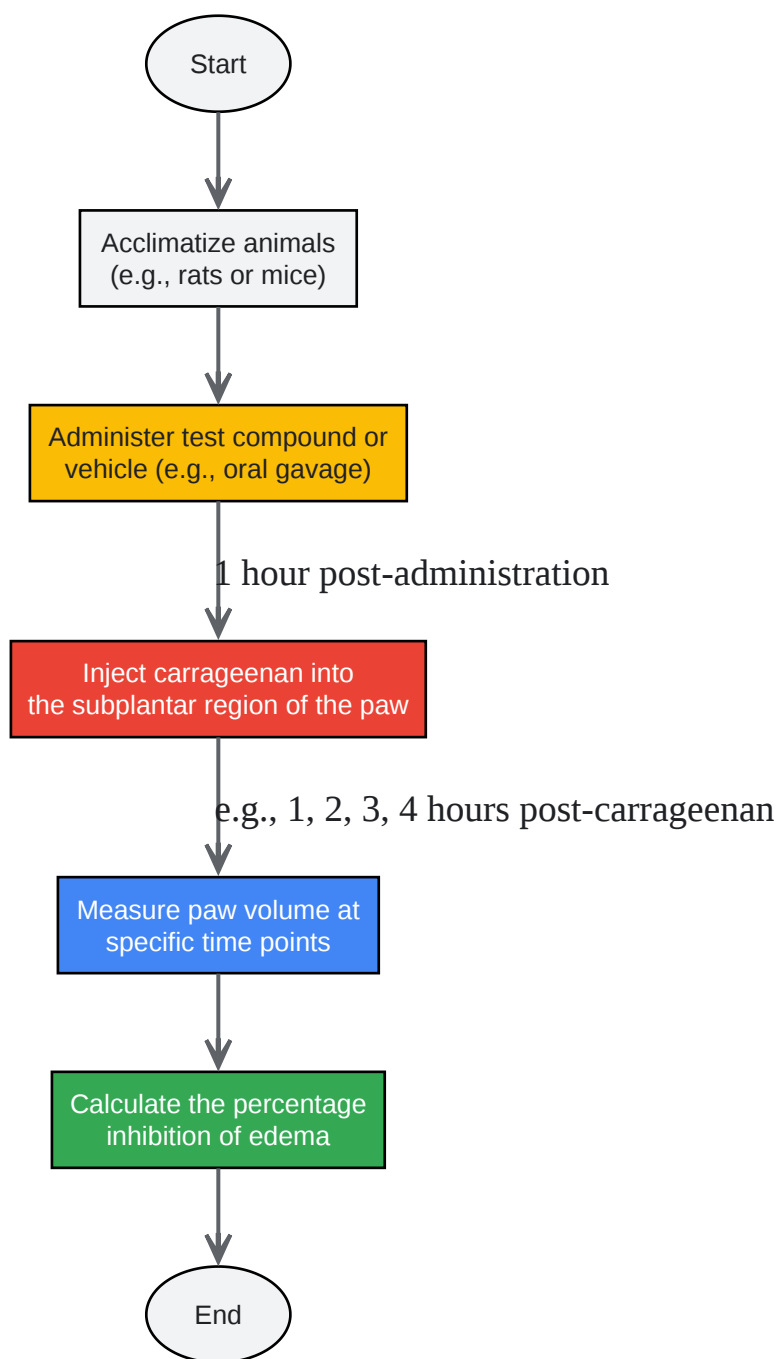 Start
Acclimatize animals
(e.g., rats or mice)
Administer test compound or
vehicle (e.g., oral gavage)
1 hour post-administration
Inject carrageenan into
the subplantar region of the paw
e.g., 1, 2, 3, 4 hours post-carrageenan
Measure paw volume at
specific time points
Calculate the percentage
inhibition of edema
End